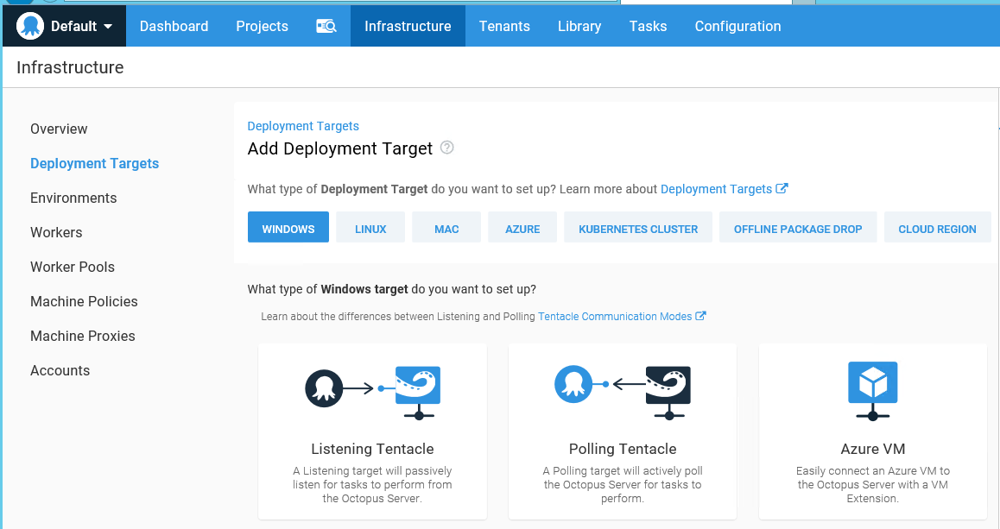 Default Dashboard Projects Infrastructure Tenants Library Tasks Configuration
Infrastructure
Overview
Deployment Targets
Environments
Workers
Worker Pools
Machine Policies
Machine Proxies
Accounts
Deployment Targets
Add Deployment Target ?
What type of Deployment Target do you want to set up? Learn more about Deployment Targets
WINDOWS LINUX MAC AZURE KUBERNETES CLUSTER OFFLINE PACKAGE DROP CLOUD REGION
What type of Windows target do you want to set up?
Learn about the differences between Listening and Polling Tentacle Communication Modes
Listening Tentacle
A Listening target will passively
listen for tasks to perform from
the Octopus Server.
Polling Tentacle
A Polling target will actively poll
the Octopus Server for tasks to
perform.
Azure VM
Easily connect an Azure VM to
the Octopus Server with a VM
Extension.